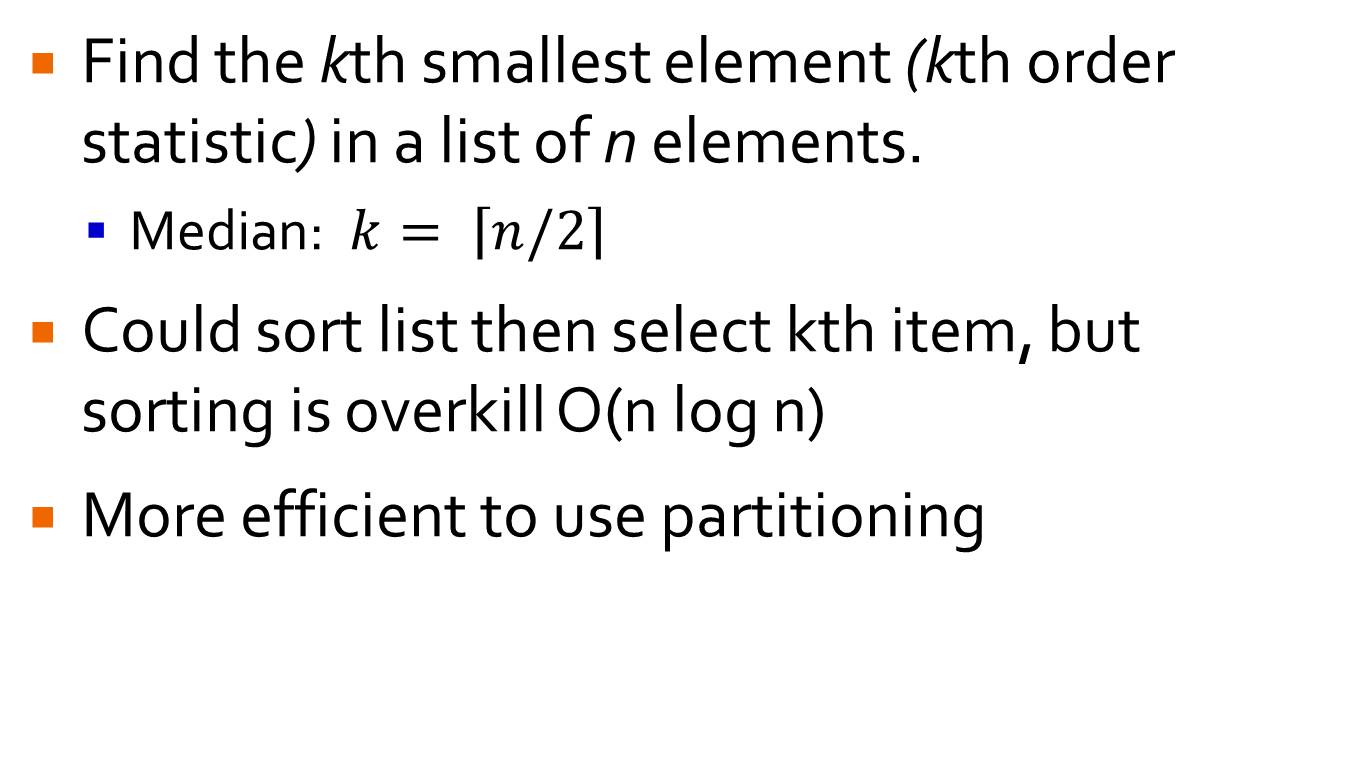 Find the kth smallest element (kth order
statistic) in a list of n elements.
Median: k = ⌈n/2⌉
Could sort list then select kth item, but
sorting is overkill O(n log n)
More efficient to use partitioning